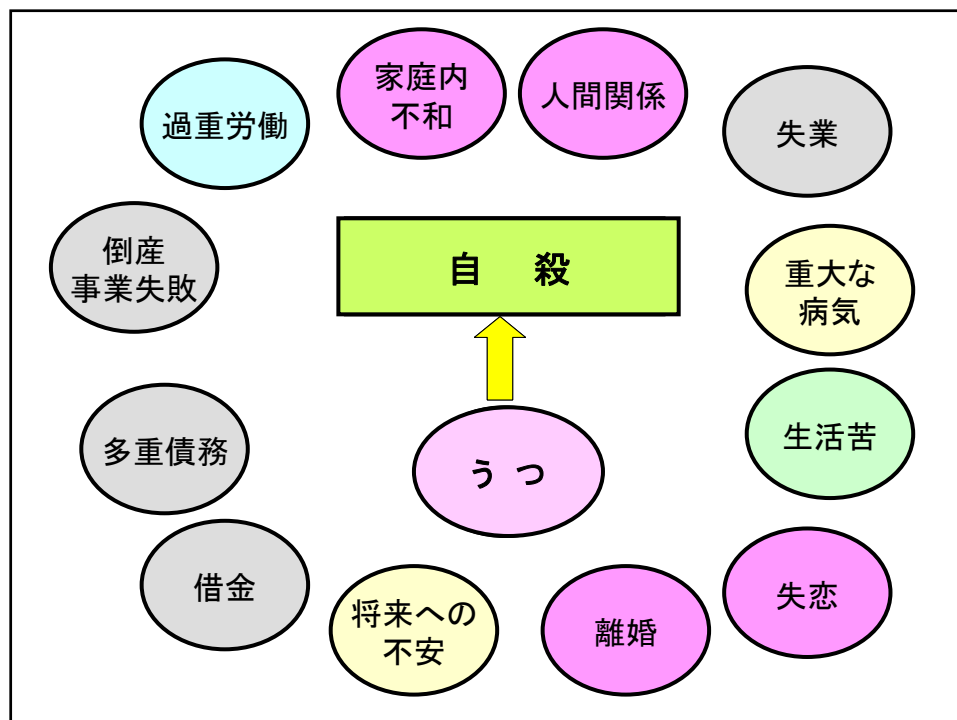 過重労働
家庭内
不和
人間関係
失業
倒産
事業失敗
自 殺
重大な
病気
多重債務
うつ
生活苦
借金
将来への
不安
離婚
失恋